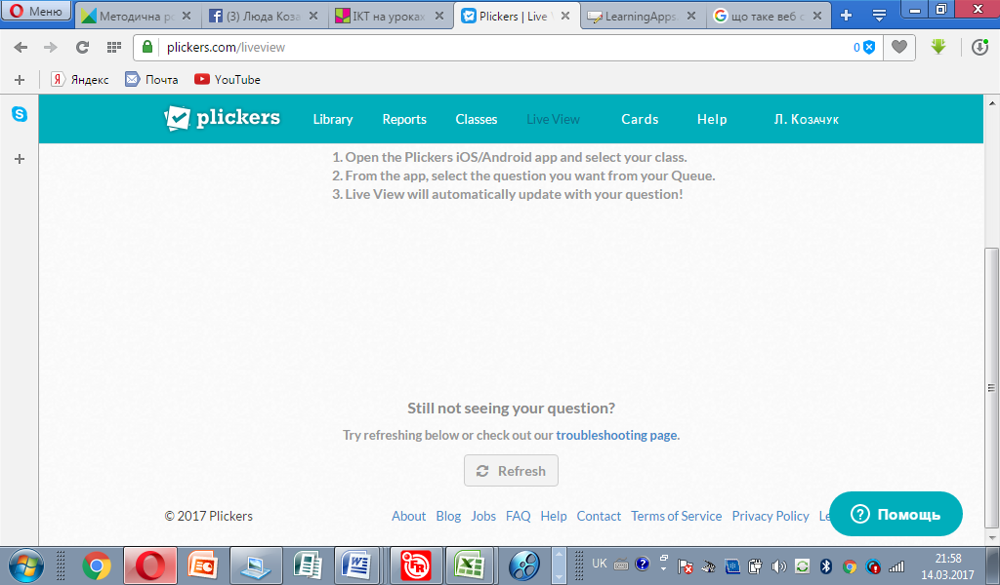 Меню
Методична ро
(3) Люда Коза
ІКТ на уроках
Plickers | Live V
LearningApps.
що таке веб с
plickers.com/liveview
0
Яндекс
Почта
YouTube
plickers
Library
Reports
Classes
Live View
Cards
Help
Л. Козачук
1. Open the Plickers iOS/Android app and select your class.
2. From the app, select the question you want from your Queue.
3. Live View will automatically update with your question!
Still not seeing your question?
Try refreshing below or check out our troubleshooting page.
Refresh
© 2017 Plickers
About Blog Jobs FAQ Help Contact Terms of Service Privacy Policy Le
Помощь
UK
21:58
14.03.2017